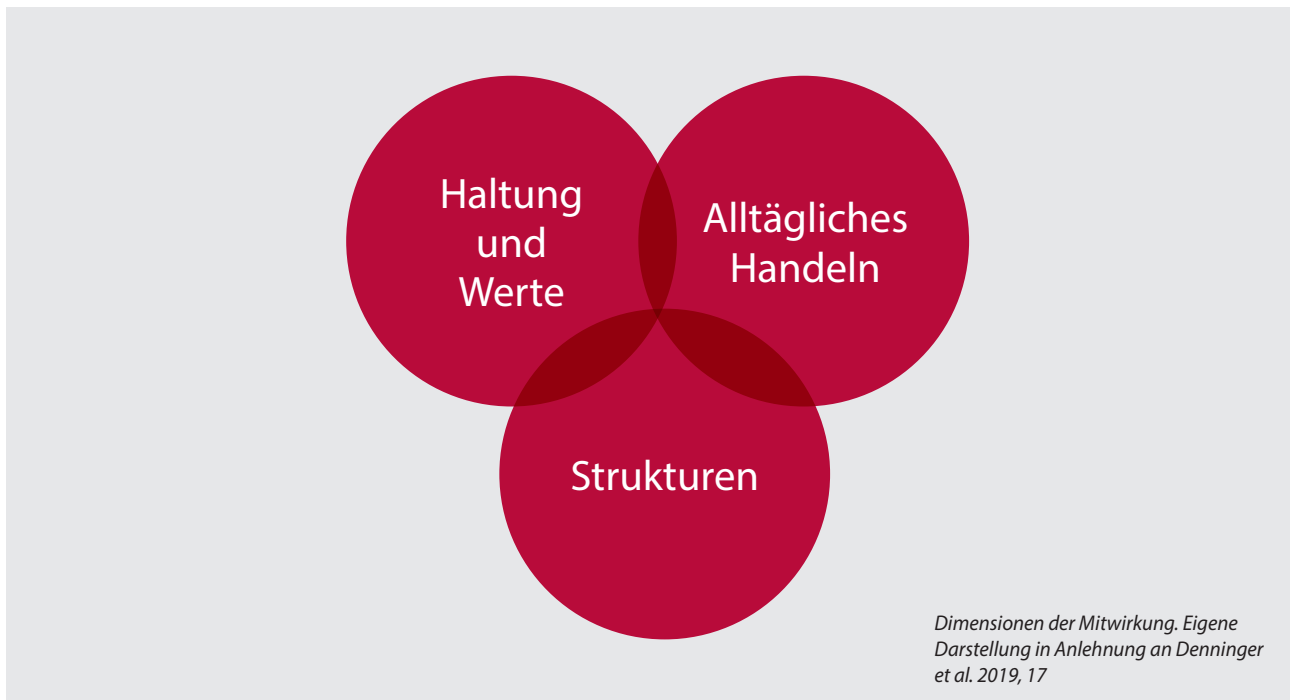 Haltung
und
Werte
Alltägliches
Handeln
Strukturen
Dimensionen der Mitwirkung. Eigene
Darstellung in Anlehnung an Denninger
et al. 2019, 17